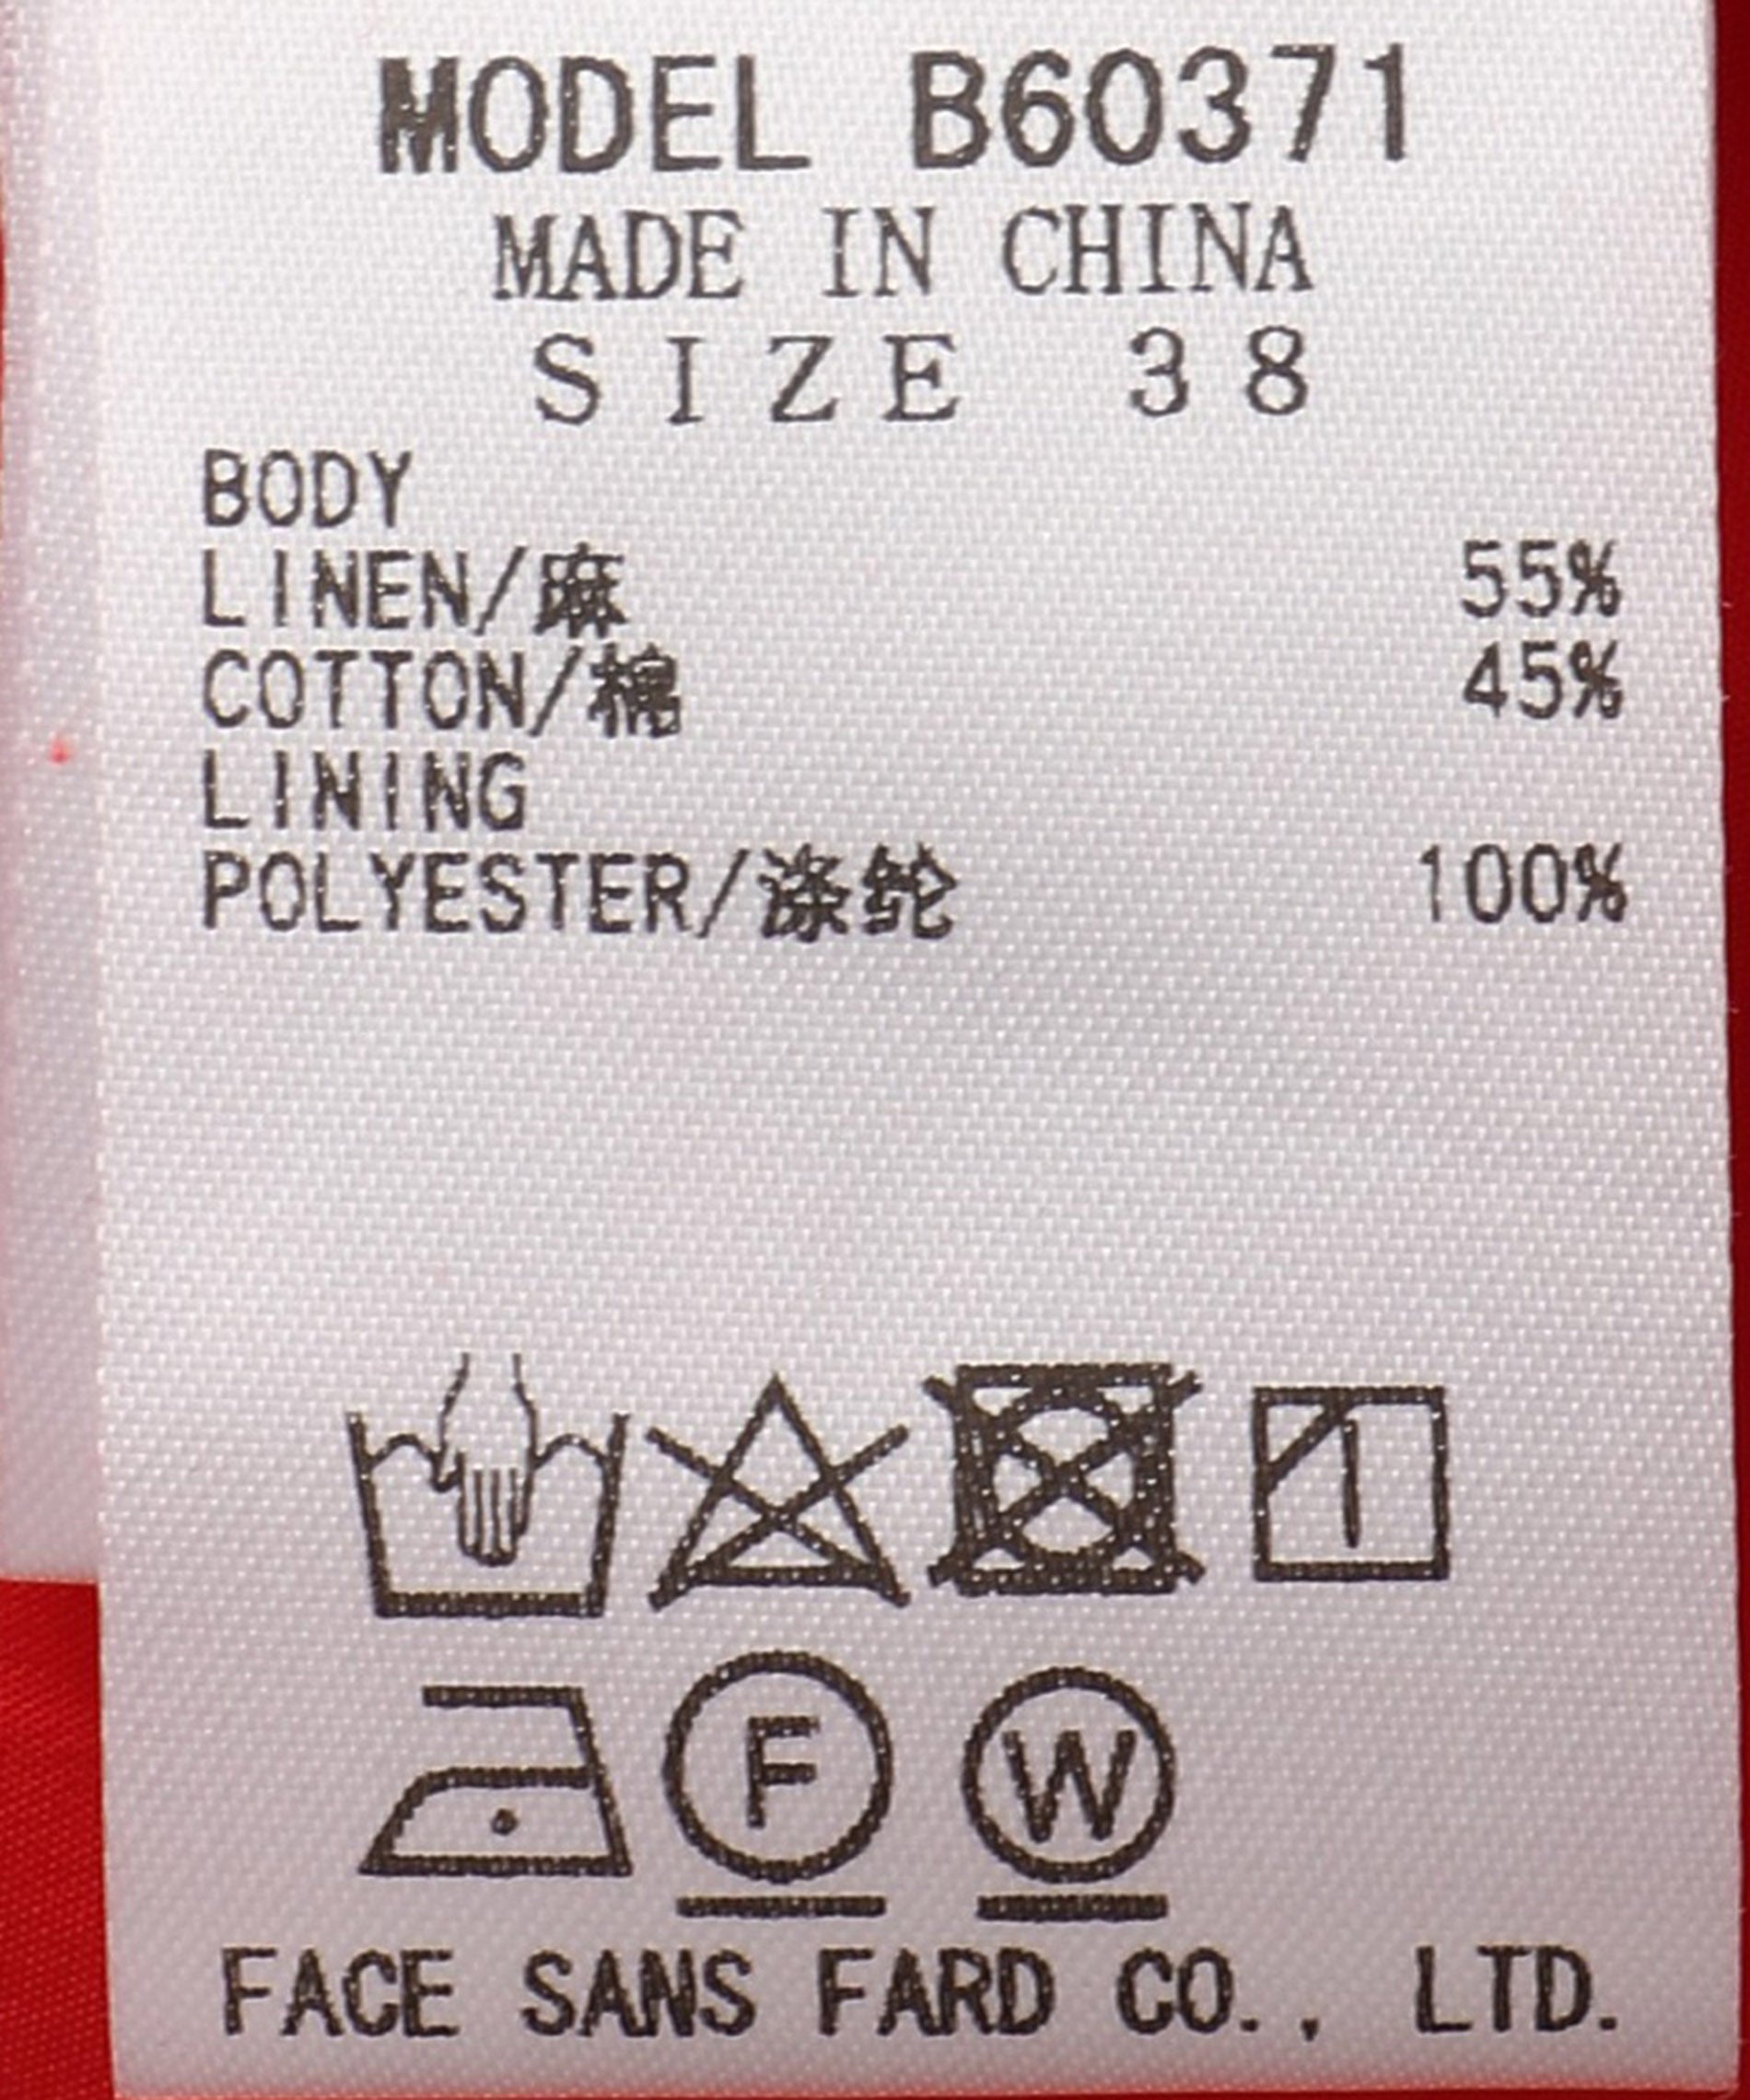 MODEL B60371
MADE IN CHINA
SIZE 38
BODY
LINEN/麻 55%
COTTON/棉 45%
LINING
POLYESTER/涤纶 100%
F W
FACE SANS FARD CO., LTD.